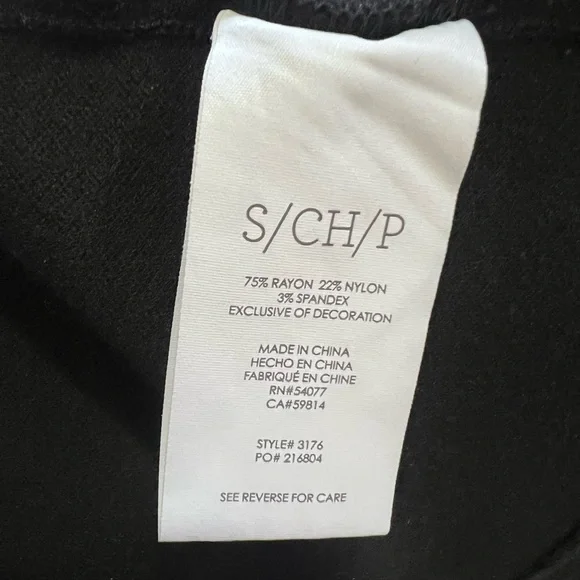 S/CH/P
75% RAYON 22% NYLON
3% SPANDEX
EXCLUSIVE OF DECORATION
MADE IN CHINA
HECHO EN CHINA
FABRIQUÉ EN CHINE
RN#54077
CA#59814
STYLE# 3176
PO# 216804
SEE REVERSE FOR CARE